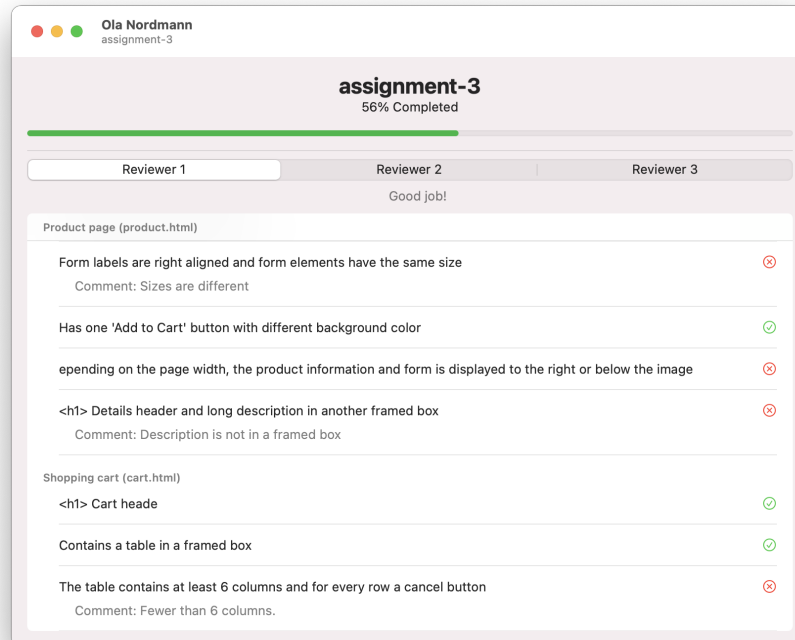 Ola Nordmann
assignment-3
assignment-3
56% Completed
Reviewer 1
Reviewer 2
Reviewer 3
Good job!
Product page (product.html)
Form labels are right aligned and form elements have the same size
Comment: Sizes are different
Has one 'Add to Cart' button with different background color
epending on the page width, the product information and form is displayed to the right or below the image
<h1> Details header and long description in another framed box
Comment: Description is not in a framed box
Shopping cart (cart.html)
<h1> Cart heade
Contains a table in a framed box
The table contains at least 6 columns and for every row a cancel button
Comment: Fewer than 6 columns.